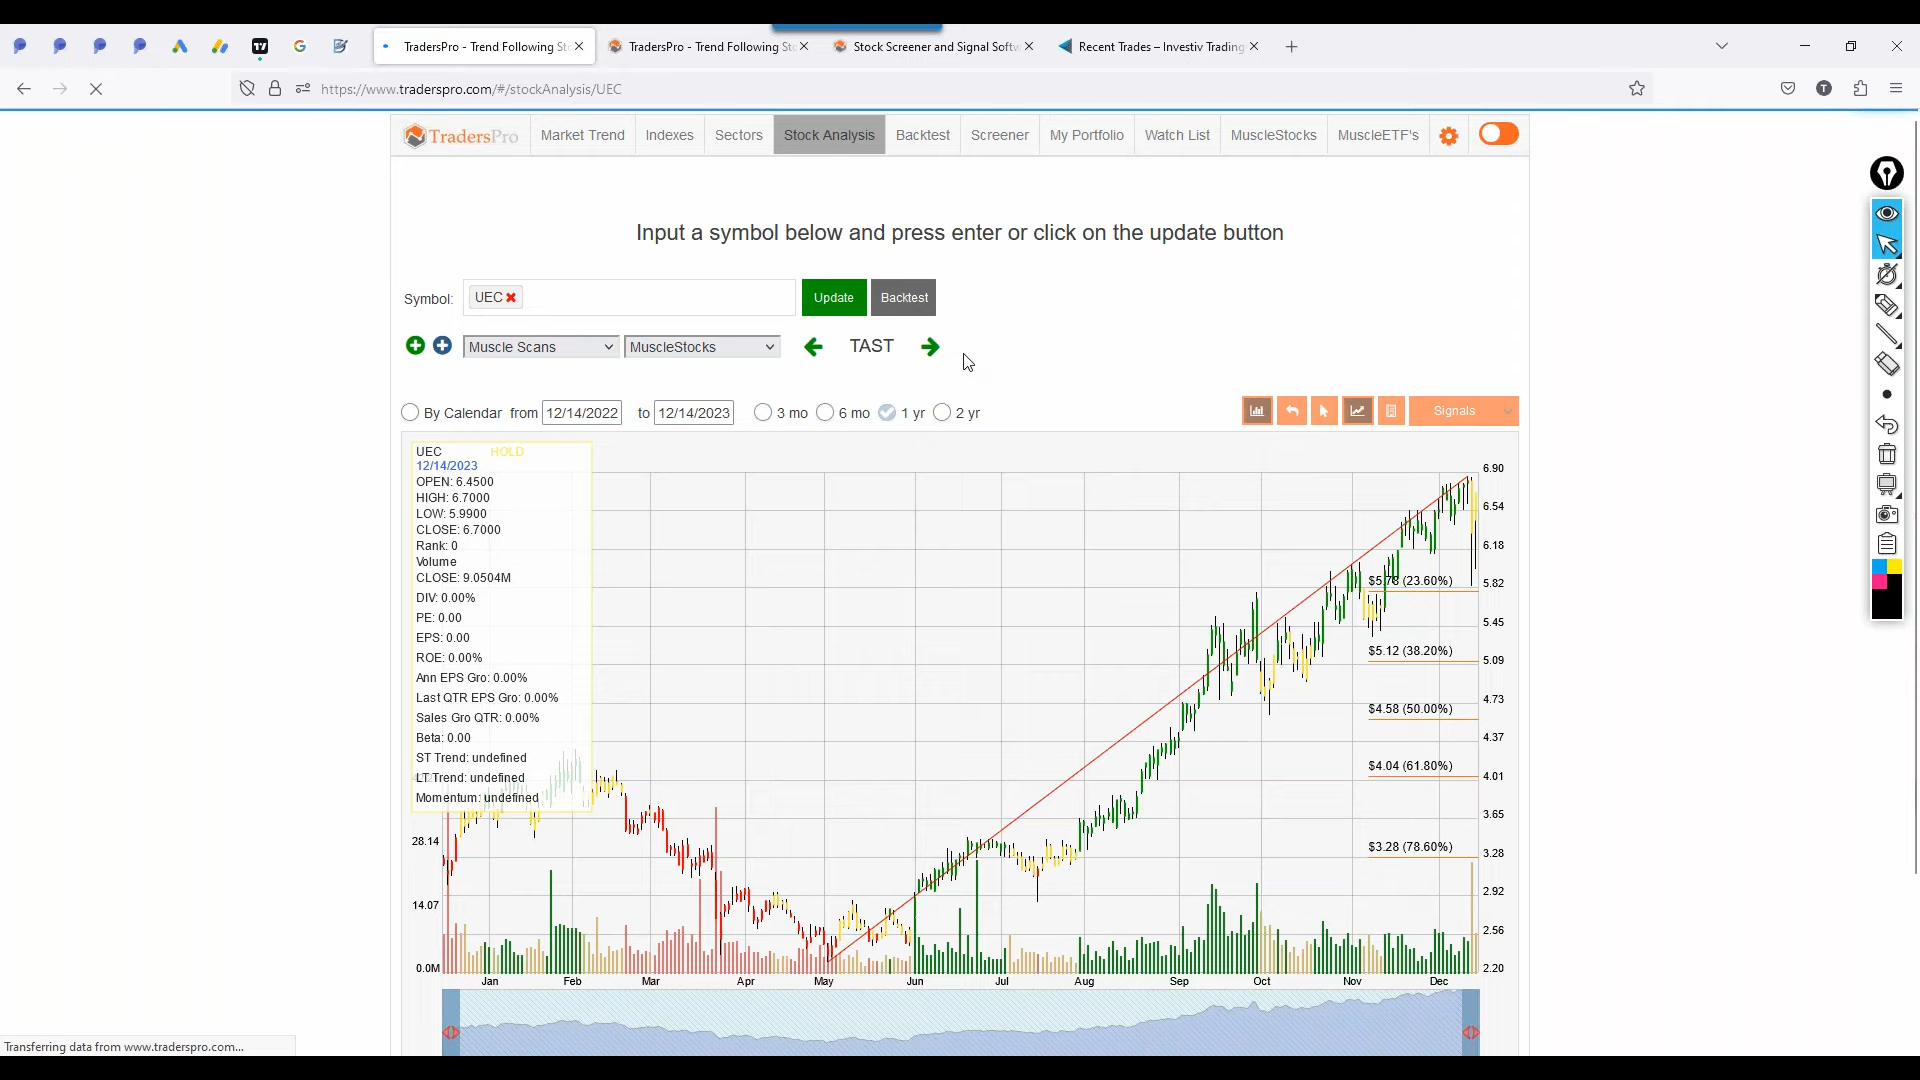 TradersPro - Trend Following Sto
TradersPro - Trend Following Sto
Stock Screener and Signal Softw
Recent Trades – Investiv Trading
https://www.traderspro.com/#/stockAnalysis/UEC
T
TradersPro
Market Trend
Indexes
Sectors
Stock Analysis
Backtest
Screener
My Portfolio
Watch List
MuscleStocks
MuscleETF's
Input a symbol below and press enter or click on the update button
Symbol:
UEC
Update
Backtest
Muscle Scans
MuscleStocks
TAST
By Calendar from 12/14/2022 to 12/14/2023
3 mo
6 mo
1 yr
2 yr
Signals
UEC HOLD
12/14/2023
OPEN: 6.4500
HIGH: 6.7000
LOW: 5.9900
CLOSE: 6.7000
Rank: 0
Volume
CLOSE: 9.0504M
DIV: 0.00%
PE: 0.00
EPS: 0.00
ROE: 0.00%
Ann EPS Gro: 0.00%
Last QTR EPS Gro: 0.00%
Sales Gro QTR: 0.00%
Beta: 0.00
ST Trend: undefined
LT Trend: undefined
Momentum: undefined
28.14
14.07
0.0M
6.90
6.54
6.18
5.82
5.45
5.09
4.73
4.37
4.01
3.65
3.28
2.92
2.56
2.20
$5.78 (23.60%)
$5.12 (38.20%)
$4.58 (50.00%)
$4.04 (61.80%)
$3.28 (78.60%)
Jan Feb Mar Apr May Jun Jul Aug Sep Oct Nov Dec
Transferring data from www.traderspro.com...